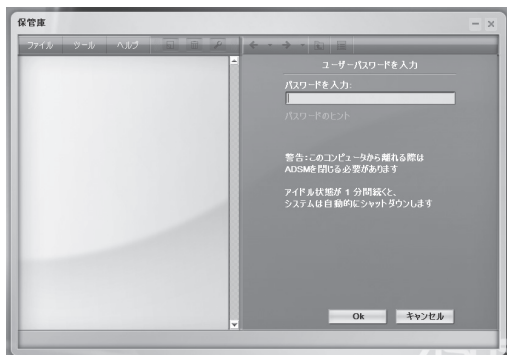 保管庫
ファイル ツール ヘルプ
ユーザーパスワードを入力
パスワードを入力:
パスワードのヒント
警告:このコンピュータから離れる際は
ADSMを閉じる必要があります
アイドル状態が 1 分間続くと、
システムは自動的にシャットダウンします
Ok キャンセル